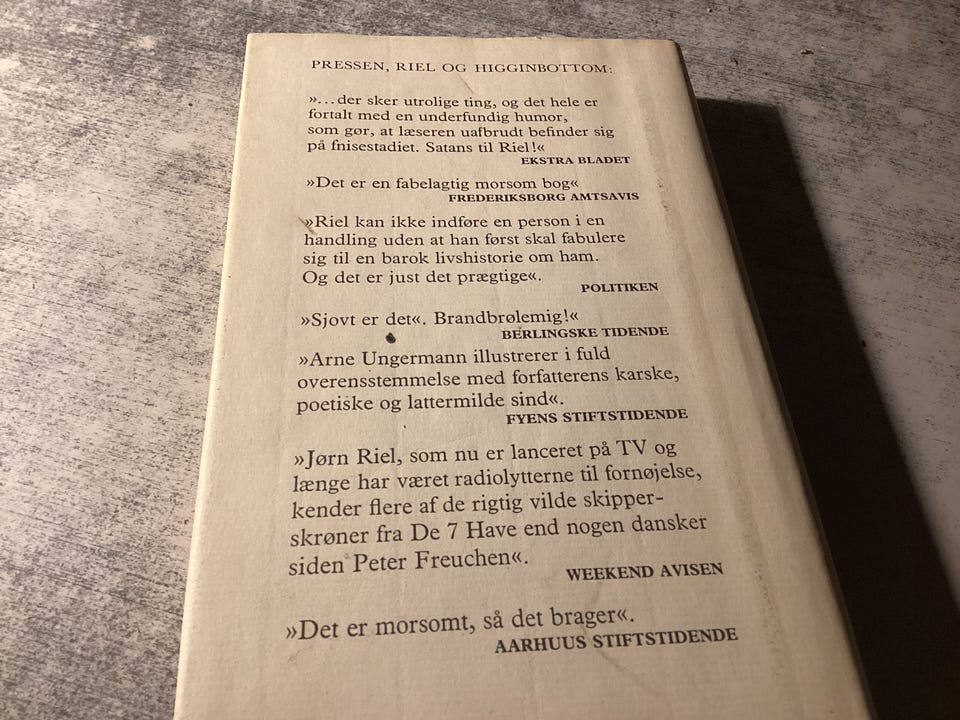 PRESSEN, RIEL OG HIGGINBOTTOM:
»...der sker utrolige ting, og det hele er
fortalt med en underfundig humor,
som gør, at læseren uafbrudt befinder sig
på fnisestadiet. Satans til Riel!«
EKSTRA BLADET
»Det er en fabelagtig morsom bog«
FREDERIKSBORG AMTSAVIS
»Riel kan ikke indføre en person i en
handling uden at han først skal fabulere
sig til en barok livshistorie om ham.
Og det er just det prægtige«.
POLITIKEN
»Sjovt er det«. Brandbrølemig!«
BERLINGSKE TIDENDE
»Arne Ungermann illustrerer i fuld
overensstemmelse med forfatterens karske,
poetiske og lattermilde sind«.
FYENS STIFTSTIDENDE
»Jørn Riel, som nu er lanceret på TV og
længe har været radiolytterne til fornøjelse,
kender flere af de rigtig vilde skipper-
skrøner fra De 7 Have end nogen dansker
siden Peter Freuchen«.
WEEKEND AVISEN
»Det er morsomt, så det brager«.
AARHUUS STIFTSTIDENDE